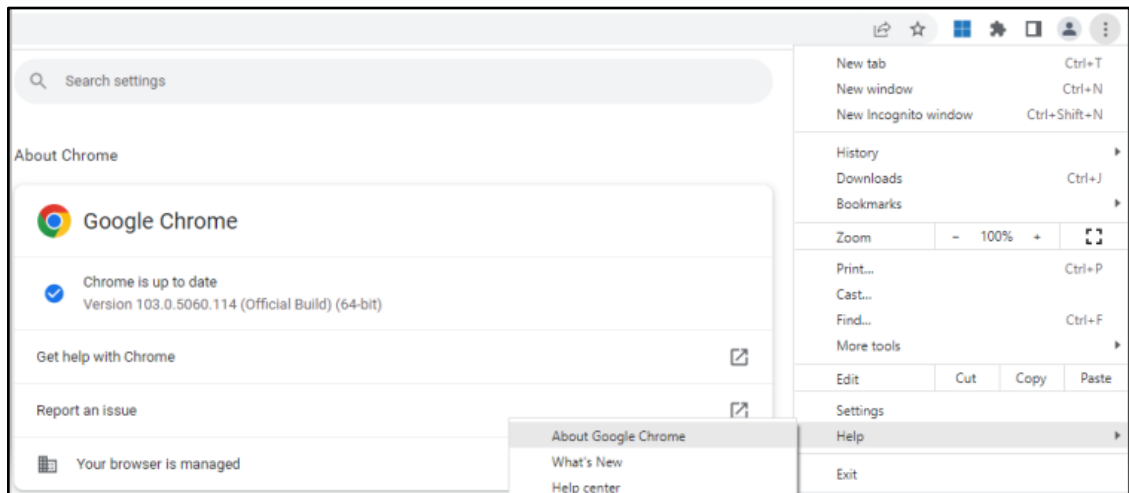 Search settings
About Chrome
Google Chrome
Chrome is up to date
Version 103.0.5060.114 (Official Build) (64-bit)
Get help with Chrome
Report an issue
Your browser is managed
New tab Ctrl+T
New window Ctrl+N
New Incognito window Ctrl+Shift+N
History
Downloads Ctrl+J
Bookmarks
Zoom - 100% +
Print... Ctrl+P
Cast...
Find... Ctrl+F
More tools
Edit Cut Copy Paste
Settings
Help
Exit
About Google Chrome
What's New
Help center